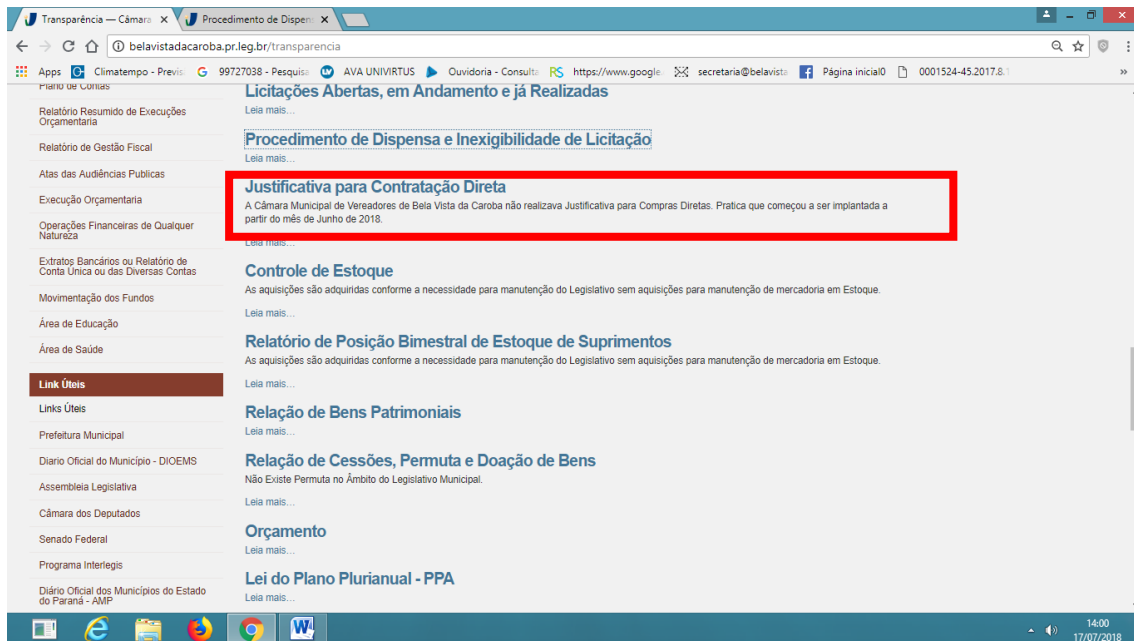 Transparência — Câmara
Procedimento de Dispens
belavistadacaroba.pr.leg.br/transparencia
Apps
Climatempo - Previs
99727038 - Pesquisa
AVA UNIVIRTUS
Ouvidoria - Consulta
https://www.google.
secretaria@belavista
Página inicial0
0001524-45.2017.8.1
Plano de Contas
Relatório Resumido de Execuções
Orçamentaria
Relatório de Gestão Fiscal
Atas das Audiências Publicas
Execução Orçamentaria
Operações Financeiras de Qualquer
Natureza
Extratos Bancários ou Relatório de
Conta Única ou das Diversas Contas
Movimentação dos Fundos
Área de Educação
Área de Saúde
Link Úteis
Links Úteis
Prefeitura Municipal
Diario Oficial do Município - DIOEMS
Assembleia Legislativa
Câmara dos Deputados
Senado Federal
Programa Interlegis
Diário Oficial dos Municípios do Estado
do Paraná - AMP
Licitações Abertas, em Andamento e já Realizadas
Leia mais…
Procedimento de Dispensa e Inexigibilidade de Licitação
Leia mais…
Justificativa para Contratação Direta
A Câmara Municipal de Vereadores de Bela Vista da Caroba não realizava Justificativa para Compras Diretas. Pratica que começou a ser implantada a
partir do mês de Junho de 2018.
Leia mais…
Controle de Estoque
As aquisições são adquiridas conforme a necessidade para manutenção do Legislativo sem aquisições para manutenção de mercadoria em Estoque.
Leia mais…
Relatório de Posição Bimestral de Estoque de Suprimentos
As aquisições são adquiridas conforme a necessidade para manutenção do Legislativo sem aquisições para manutenção de mercadoria em Estoque.
Leia mais…
Relação de Bens Patrimoniais
Leia mais…
Relação de Cessões, Permuta e Doação de Bens
Não Existe Permuta no Âmbito do Legislativo Municipal.
Leia mais…
Orçamento
Leia mais…
Lei do Plano Plurianual - PPA
Leia mais…
14:00
17/07/2018